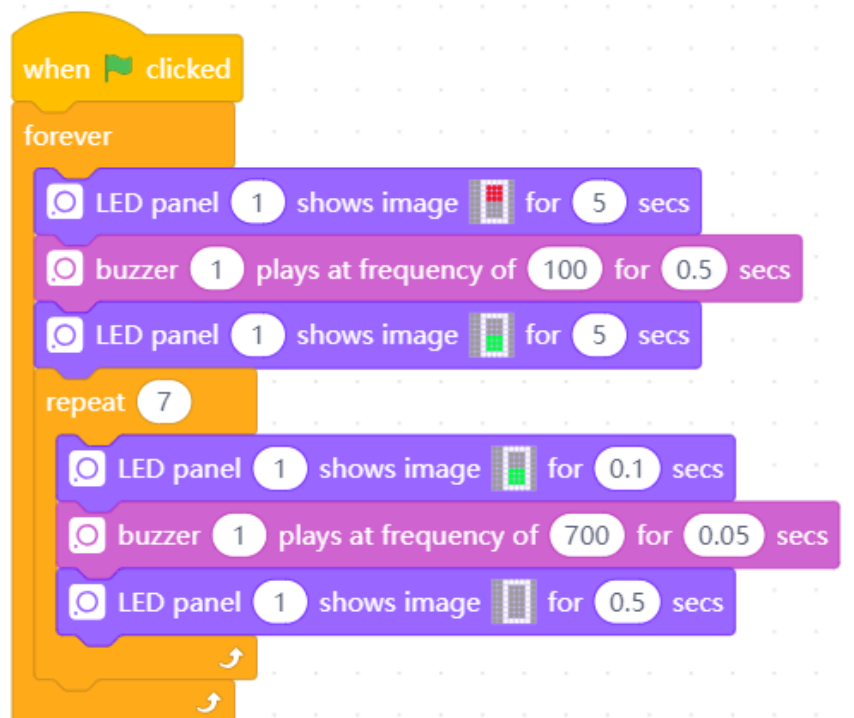 when clicked
forever
LED panel 1 shows image for 5 secs
buzzer 1 plays at frequency of 100 for 0.5 secs
LED panel 1 shows image for 5 secs
repeat 7
LED panel 1 shows image for 0.1 secs
buzzer 1 plays at frequency of 700 for 0.05 secs
LED panel 1 shows image for 0.5 secs